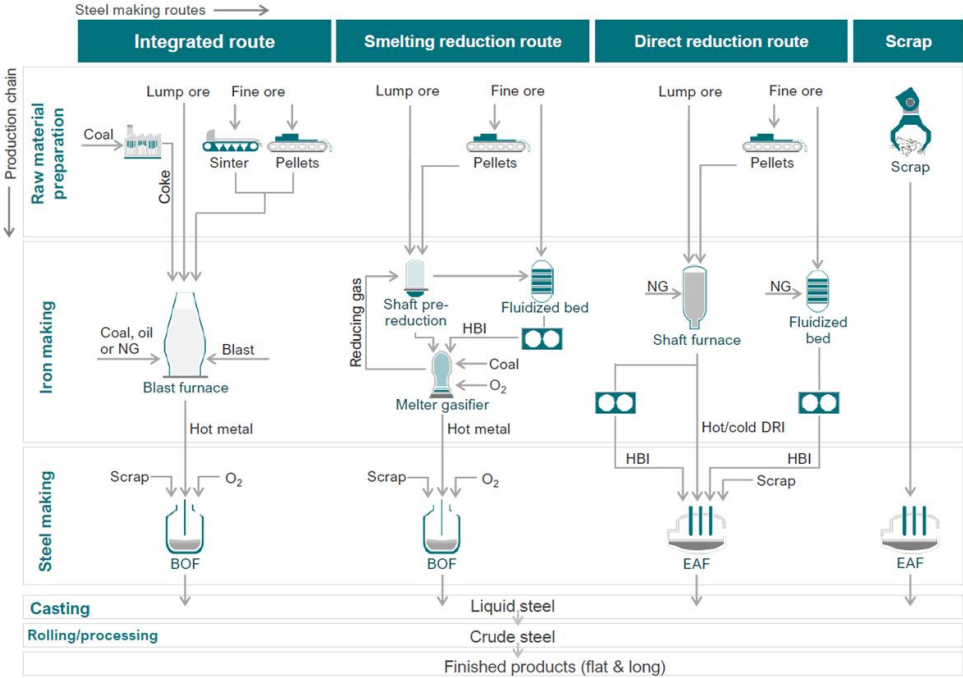 Steel making routes
Production chain
Integrated route
Smelting reduction route
Direct reduction route
Scrap
Raw material
preparation
Coal
Lump ore
Fine ore
Sinter
Pellets
Coke
Lump ore
Fine ore
Pellets
Lump ore
Fine ore
Pellets
Scrap
Iron making
Coal, oil
or NG
Blast
Blast furnace
Hot metal
Reducing gas
Shaft pre-
reduction
Fluidized bed
HBI
Coal
O2
Melter gasifier
Hot metal
NG
Shaft furnace
NG
Fluidized
bed
Hot/cold DRI
HBI
HBI
Steel making
Scrap
O2
BOF
Scrap
O2
BOF
Scrap
EAF
EAF
Casting
Liquid steel
Rolling/processing
Crude steel
Finished products (flat & long)